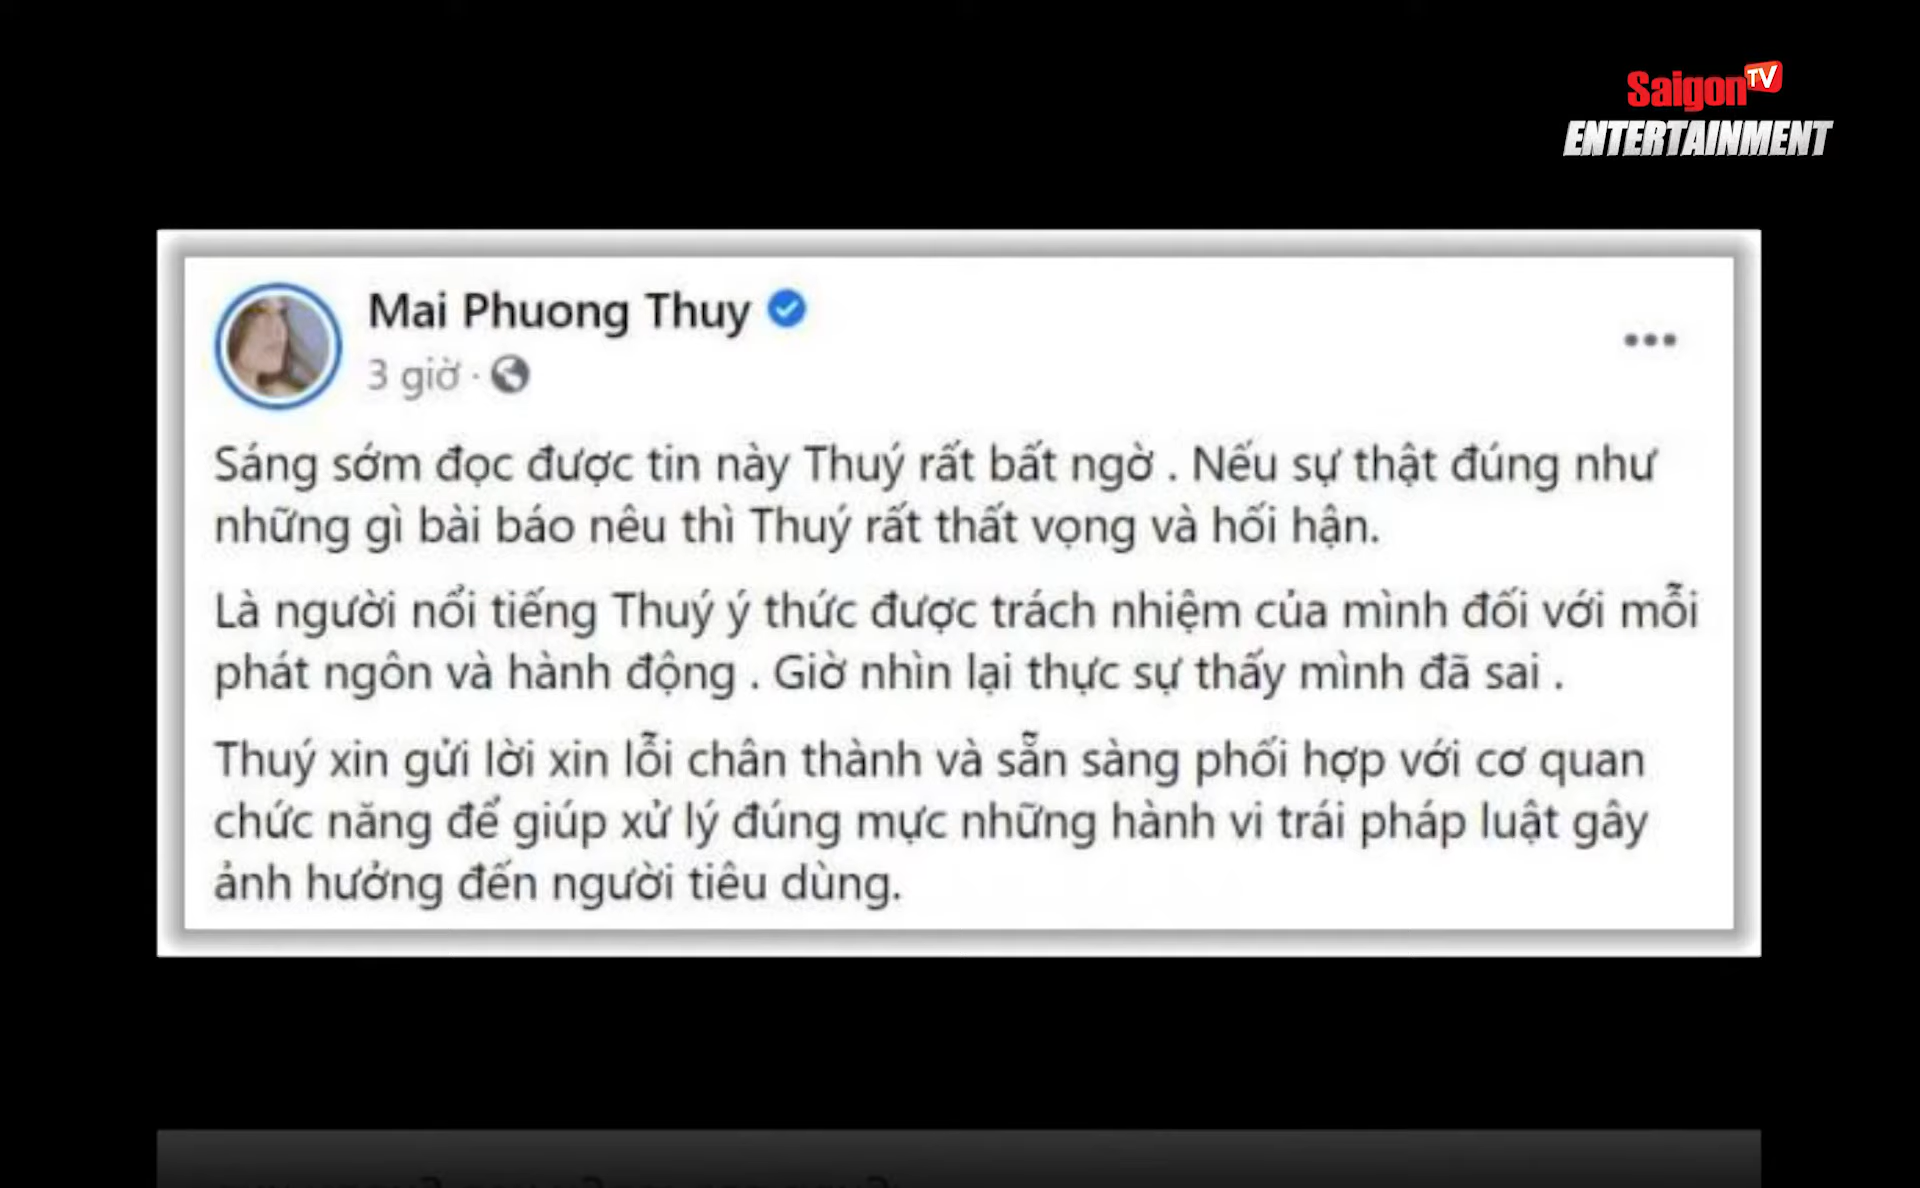 Saigon TV
ENTERTAINMENT
Mai Phuong Thuy
3 giờ ·
Sáng sớm đọc được tin này Thuý rất bất ngờ . Nếu sự thật đúng như
những gì bài báo nêu thì Thuý rất thất vọng và hối hận.
Là người nổi tiếng Thuý ý thức được trách nhiệm của mình đối với mỗi
phát ngôn và hành động . Giờ nhìn lại thực sự thấy mình đã sai .
Thuý xin gửi lời xin lỗi chân thành và sẵn sàng phối hợp với cơ quan
chức năng để giúp xử lý đúng mực những hành vi trái pháp luật gây
ảnh hưởng đến người tiêu dùng.